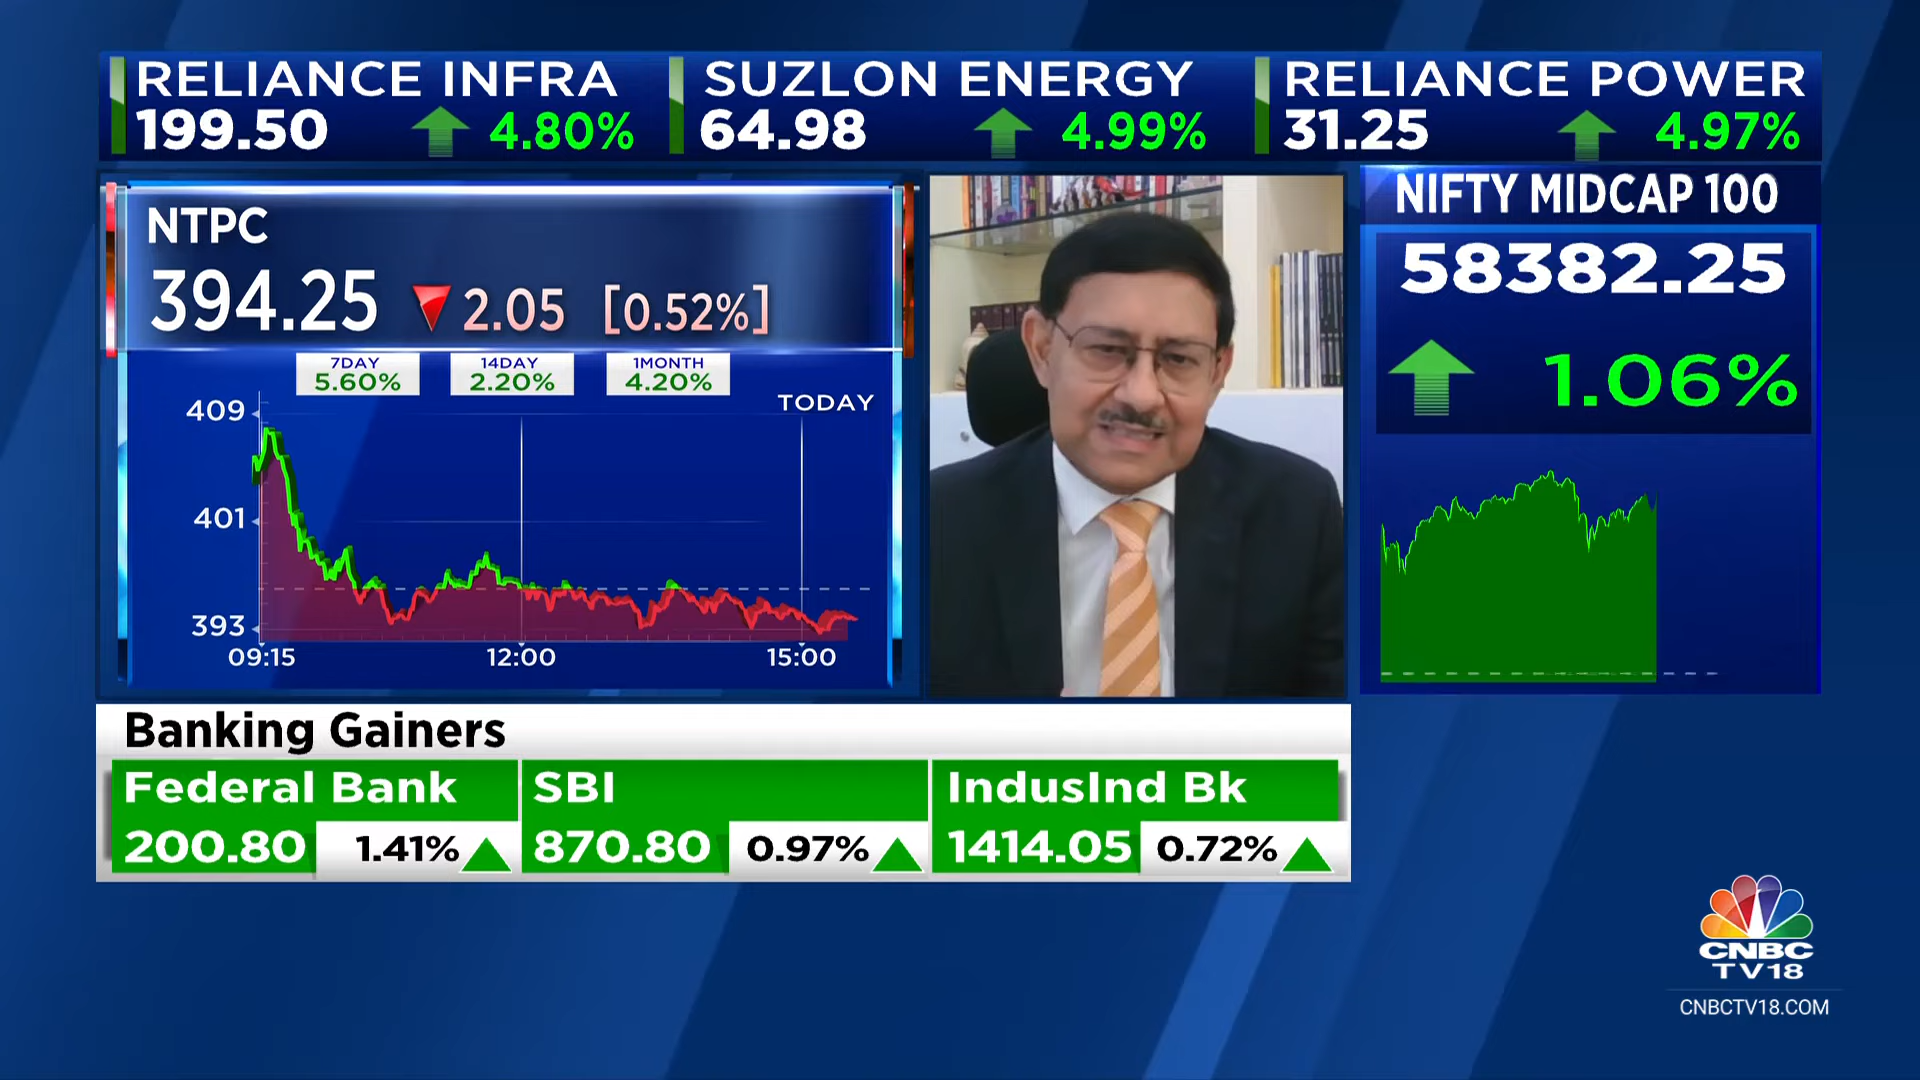 RELIANCE INFRA
199.50 4.80%
SUZLON ENERGY
64.98 4.99%
RELIANCE POWER
31.25 4.97%
NTPC
394.25 2.05 [0.52%]
7DAY
5.60%
14DAY
2.20%
1MONTH
4.20%
TODAY
409
401
393
09:15 12:00 15:00
NIFTY MIDCAP 100
58382.25
1.06%
Banking Gainers
Federal Bank
200.80 1.41%
SBI
870.80 0.97%
IndusInd Bk
1414.05 0.72%
CNBC
TV18
CNBCTV18.COM